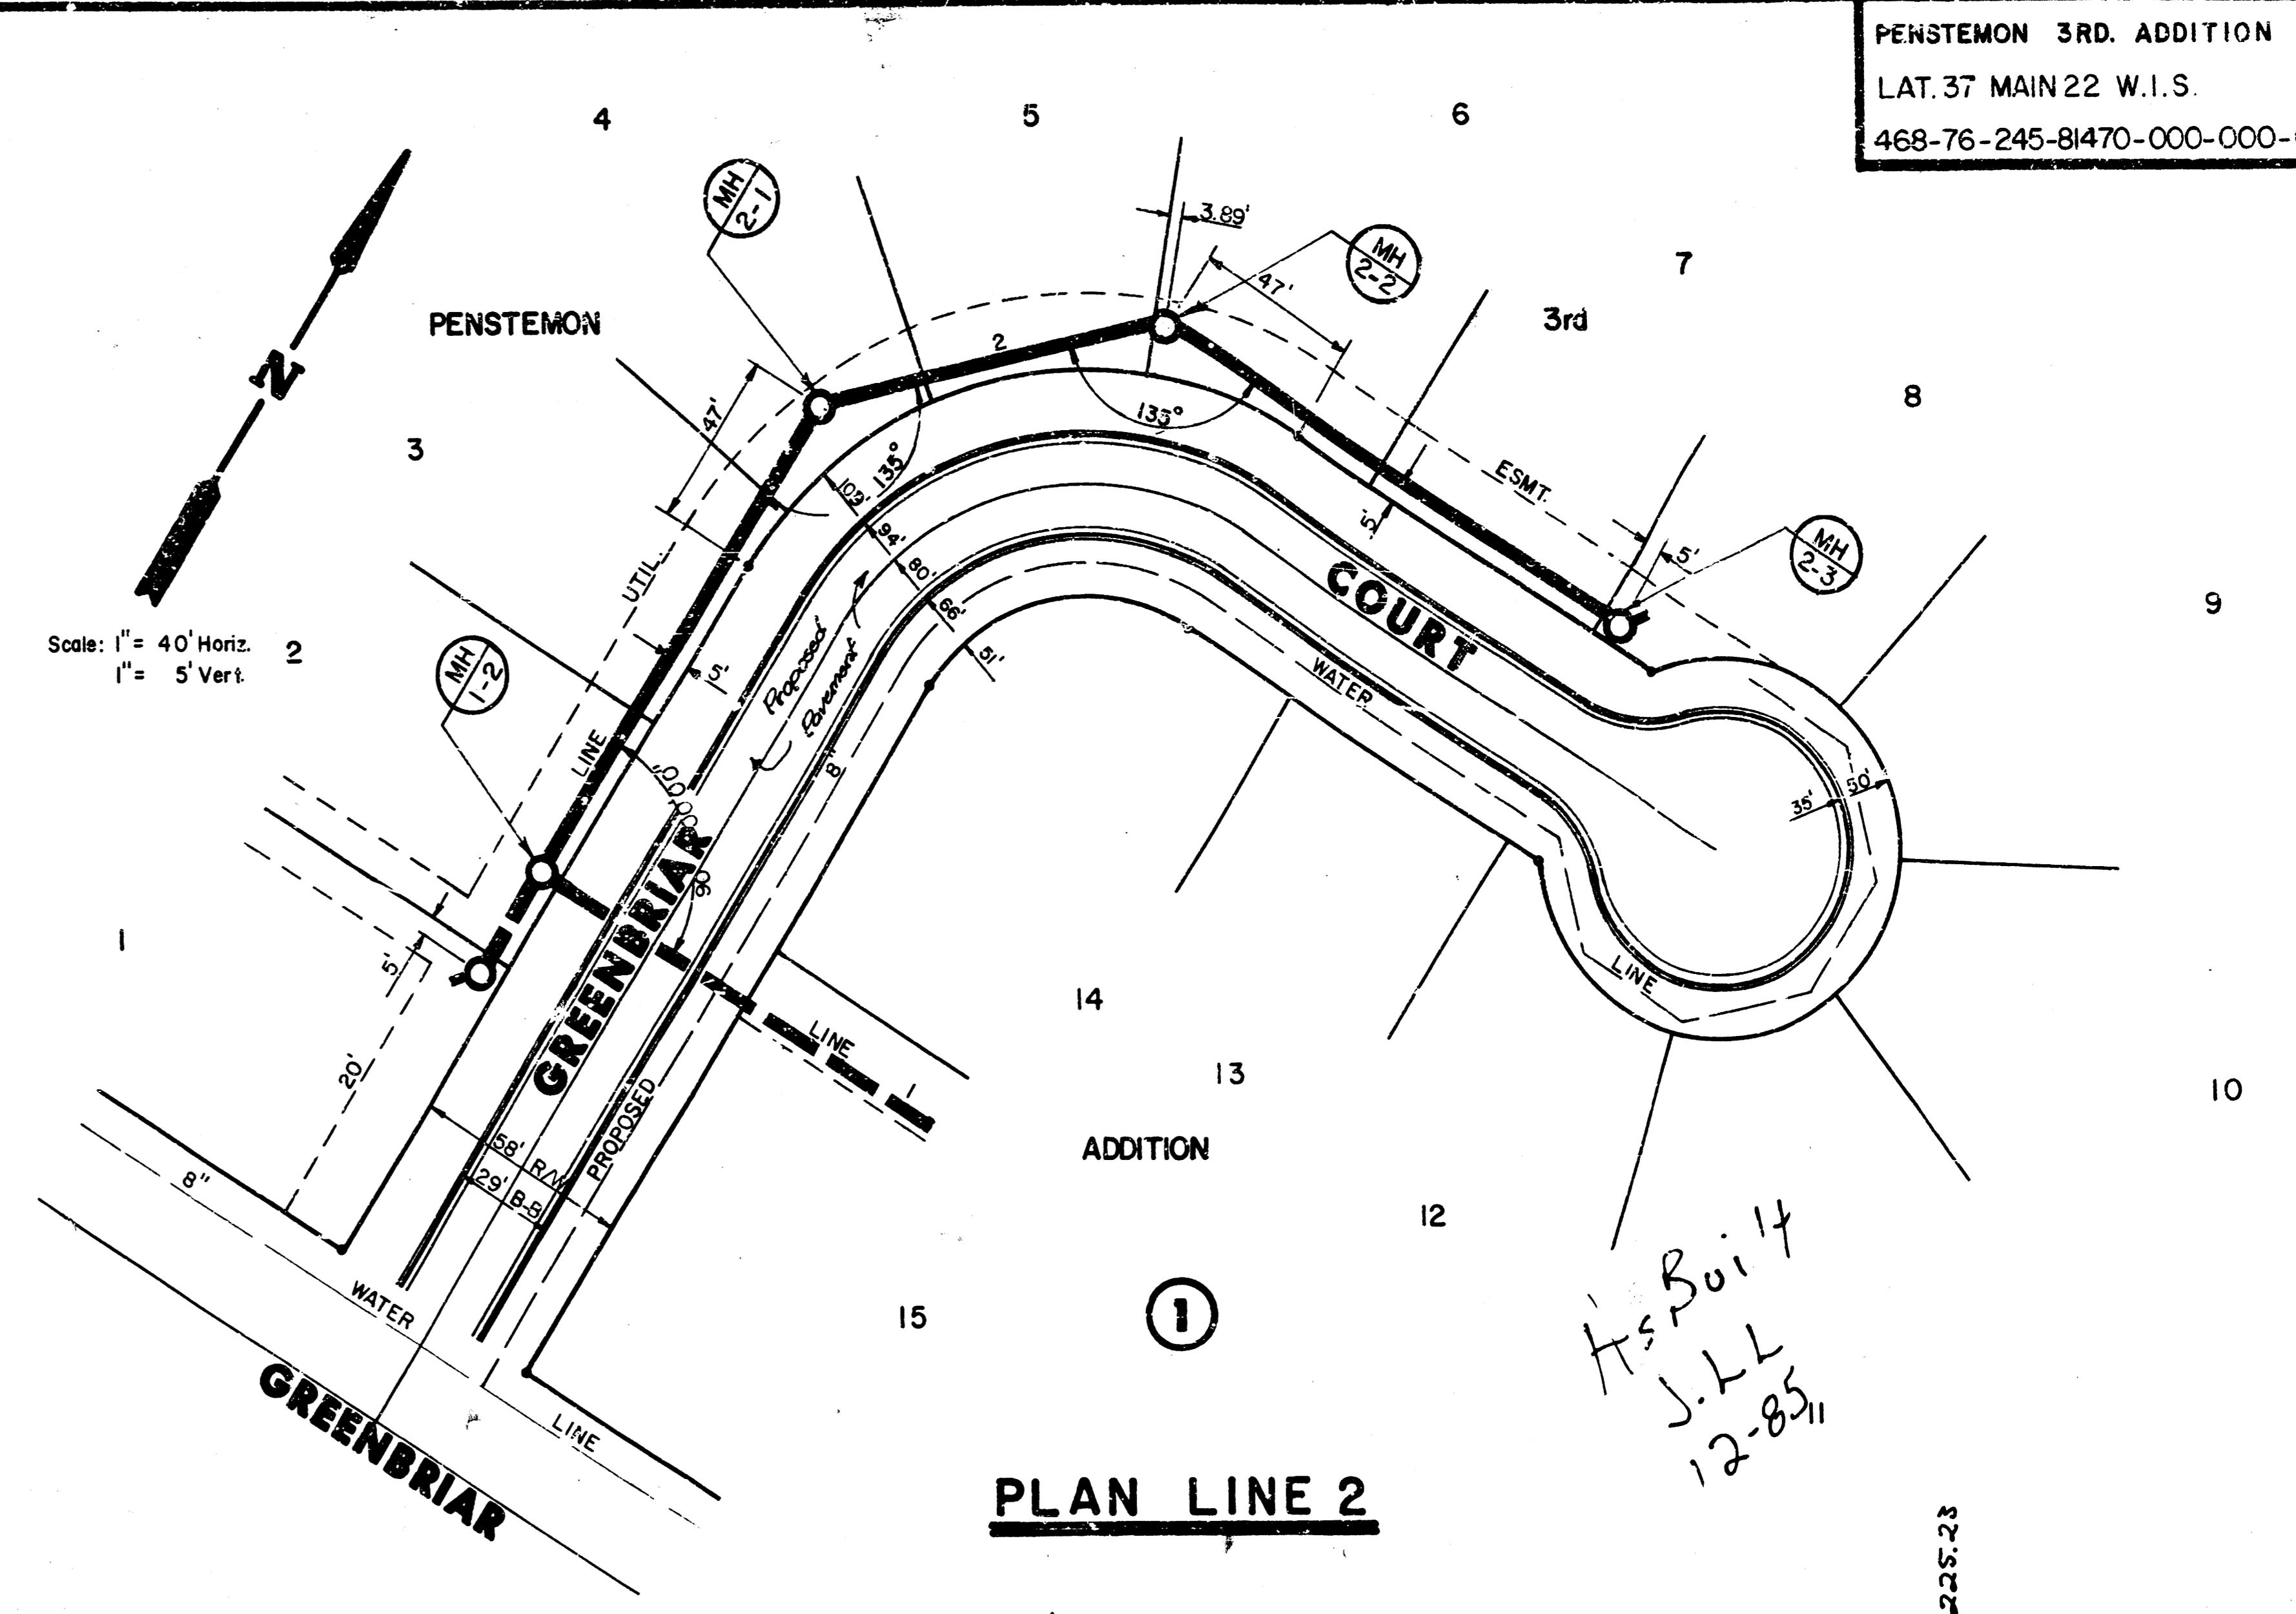 PENSTEMON 3RD. ADDITION
LAT. 37 MAIN 22 W.I.S.
468-76-245-81470-000-000-
4
5
6
MH
2-1
3.89'
MH
2-2
47'
7
3rd
PENSTEMON
N
2
135°
47'
3
8
135°
102'
94'
80'
66'
51'
ESMT.
5'
5'
MH
2-3
COURT
UTIL.
9
Scale: 1" = 40' Horiz.
1" = 5' Vert.
2
MH
1-2
5'
Proposed
Pavement
WATER
LINE
8"
50'
35'
90
GREENBRIAR
1
5'
LINE
14
LINE
1
20'
13
10
PROPOSED
58' R/W
29' B-B
ADDITION
8"
12
WATER
15
1
As Built
J.LL
12-85
11
GREENBRIAR
LINE
PLAN LINE 2
225.23